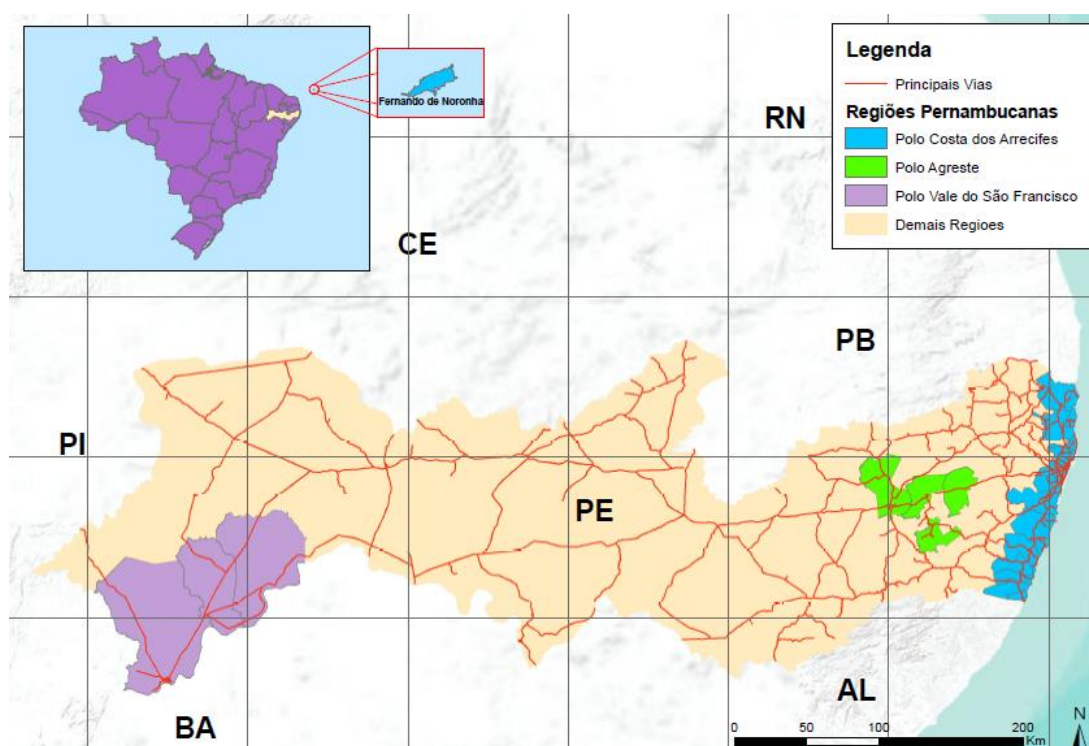 Fernando de Noronha
Legenda
Principais Vias
Regiões Pernambucanas
Polo Costa dos Arrecifes
Polo Agreste
Polo Vale do São Francisco
Demais Regioes
RN
CE
PB
PI
PE
AL
BA
N
0 50 100 200
Km